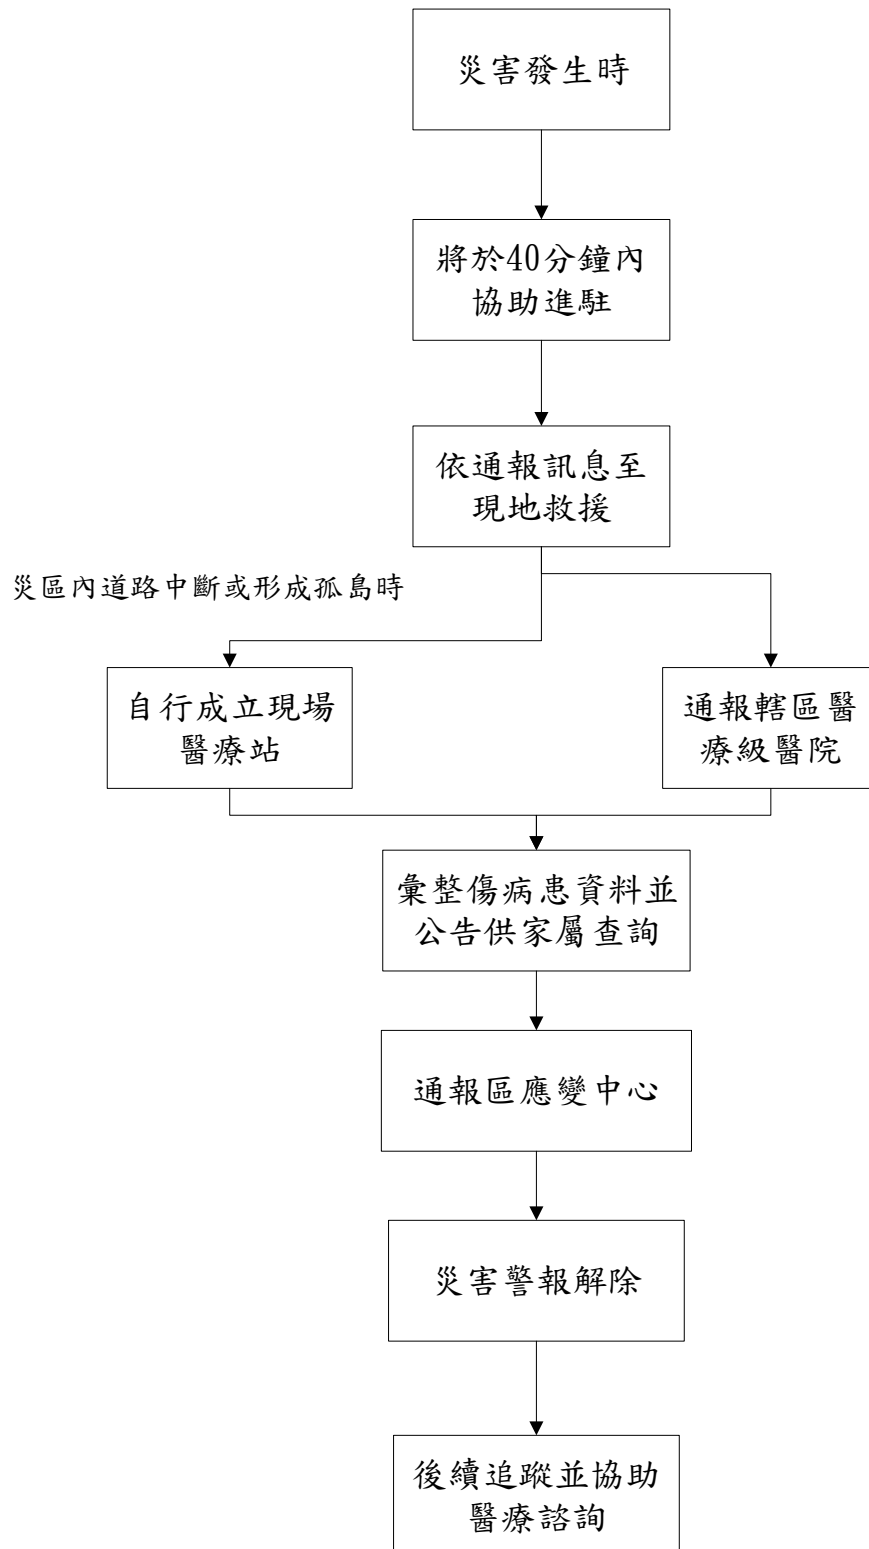 災害發生時
將於40分鐘內
協助進駐
依通報訊息至
現地救援
災區內道路中斷或形成孤島時
自行成立現場
醫療站
通報轄區醫
療級醫院
彙整傷病患資料並
公告供家屬查詢
通報區應變中心
災害警報解除
後續追蹤並協助
醫療諮詢